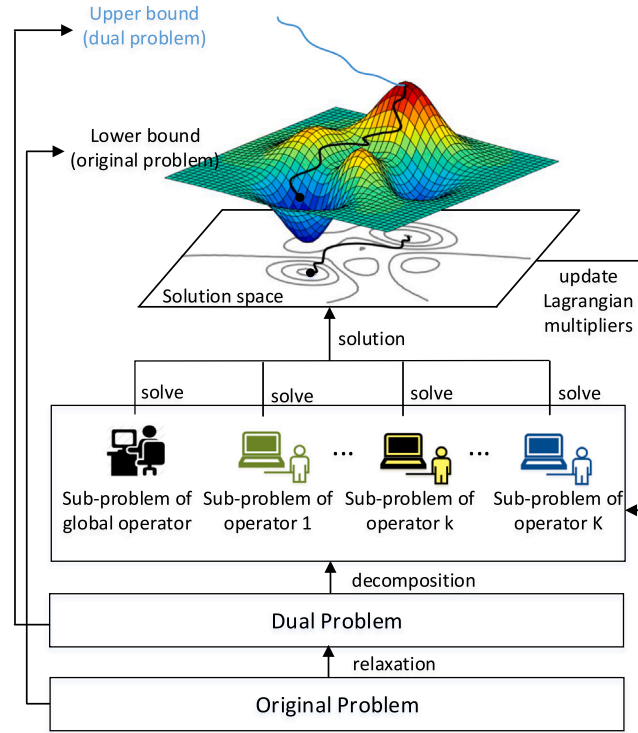 Upper bound
(dual problem)
Lower bound
(original problem)
Solution space
update
Lagrangian
multipliers
solution
solve
solve
solve
solve
...
...
Sub-problem of
global operator
Sub-problem of
operator 1
Sub-problem of
operator k
Sub-problem of
operator K
decomposition
Dual Problem
relaxation
Original Problem